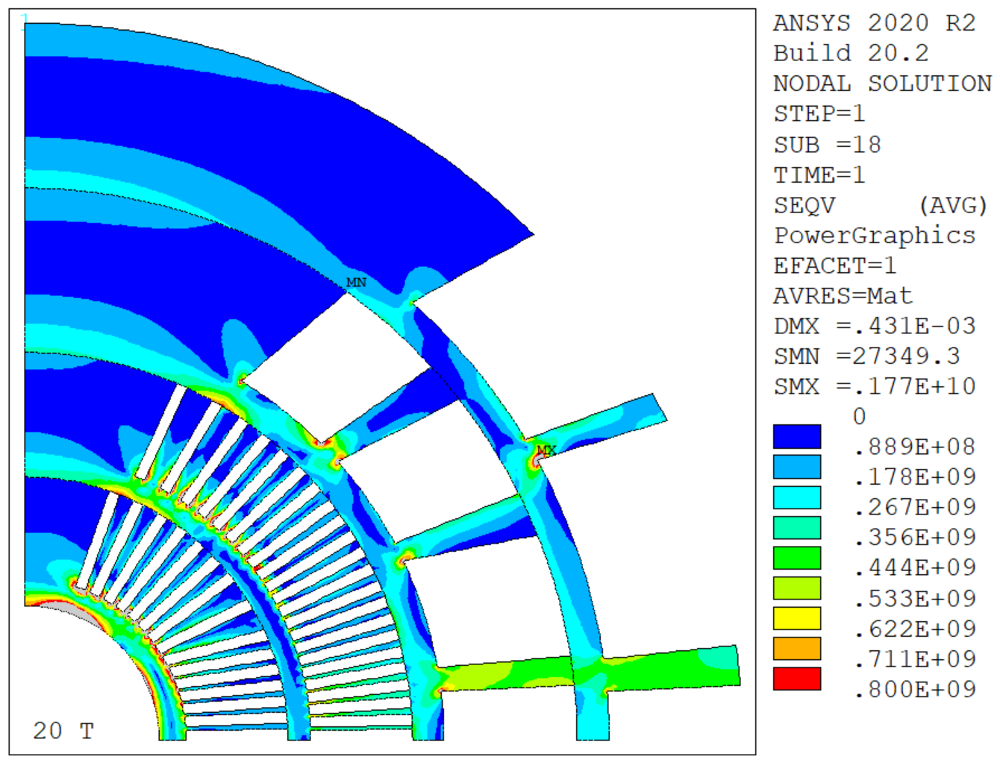 1
ANSYS 2020 R2
Build 20.2
NODAL SOLUTION
STEP=1
SUB =18
TIME=1
SEQV (AVG)
PowerGraphics
EFACET=1
AVRES=Mat
DMX =.431E-03
SMN =27349.3
SMX =.177E+10
0
.889E+08
.178E+09
.267E+09
.356E+09
.444E+09
.533E+09
.622E+09
.711E+09
.800E+09
MN
MX
20 T